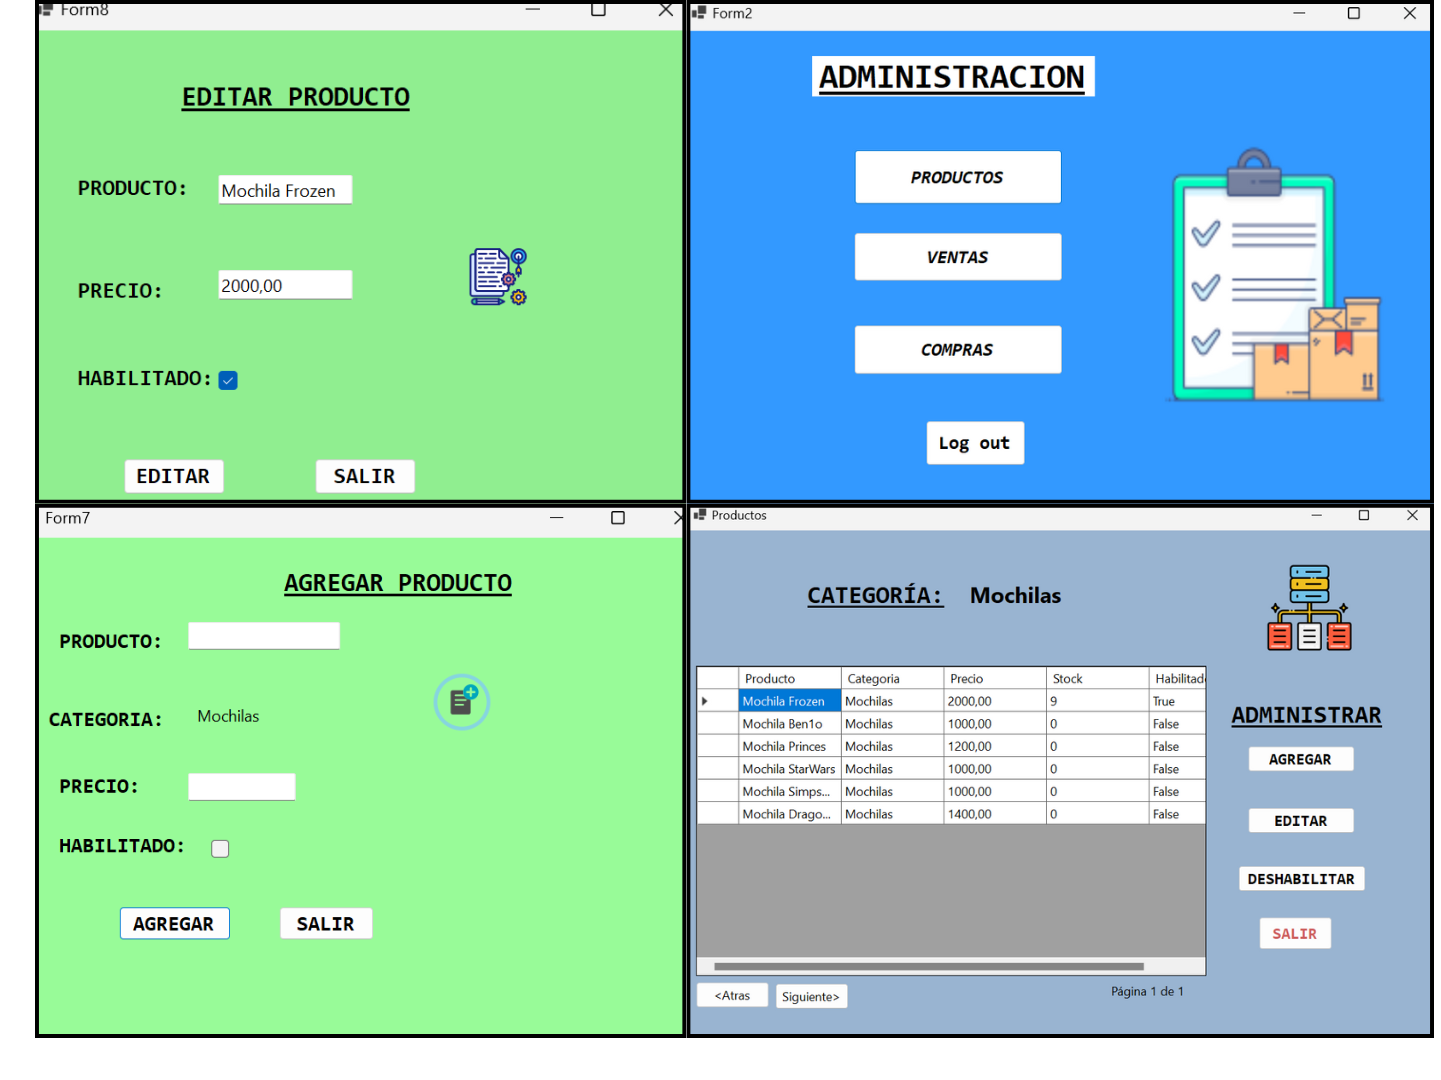 Form8
EDITAR PRODUCTO
PRODUCTO: Mochila Frozen
PRECIO: 2000,00
HABILITADO:
EDITAR SALIR
Form2
ADMINISTRACION
PRODUCTOS
VENTAS
COMPRAS
Log out
Form7
AGREGAR PRODUCTO
PRODUCTO:
CATEGORIA: Mochilas
PRECIO:
HABILITADO:
AGREGAR SALIR
Productos
CATEGORÍA: Mochilas
Producto Categoria Precio Stock Habilitad
Mochila Frozen Mochilas 2000,00 9 True
Mochila Ben1o Mochilas 1000,00 0 False
Mochila Princes Mochilas 1200,00 0 False
Mochila StarWars Mochilas 1000,00 0 False
Mochila Simps... Mochilas 1000,00 0 False
Mochila Drago... Mochilas 1400,00 0 False
<Atras Siguiente> Página 1 de 1
ADMINISTRAR
AGREGAR
EDITAR
DESHABILITAR
SALIR